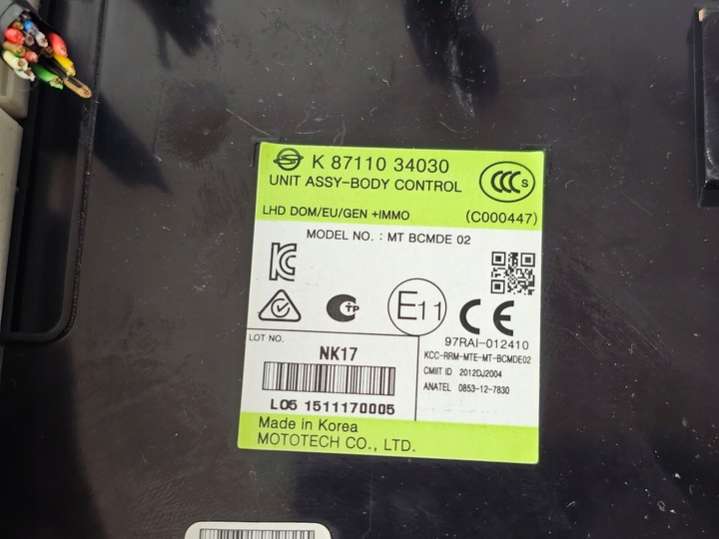 K 87110 34030
UNIT ASSY-BODY CONTROL
CCC S
LHD DOM/EU/GEN +IMMO (C000447)
MODEL NO. : MT BCMDE 02
E11
CE
97RAI-012410
LOT NO.
NK17
KCC-RRM-MTE-MT-BCMDE02
CMIIT ID 2012DJ2004
ANATEL 0853-12-7830
L05 1511170005
Made in Korea
MOTOTECH CO., LTD.